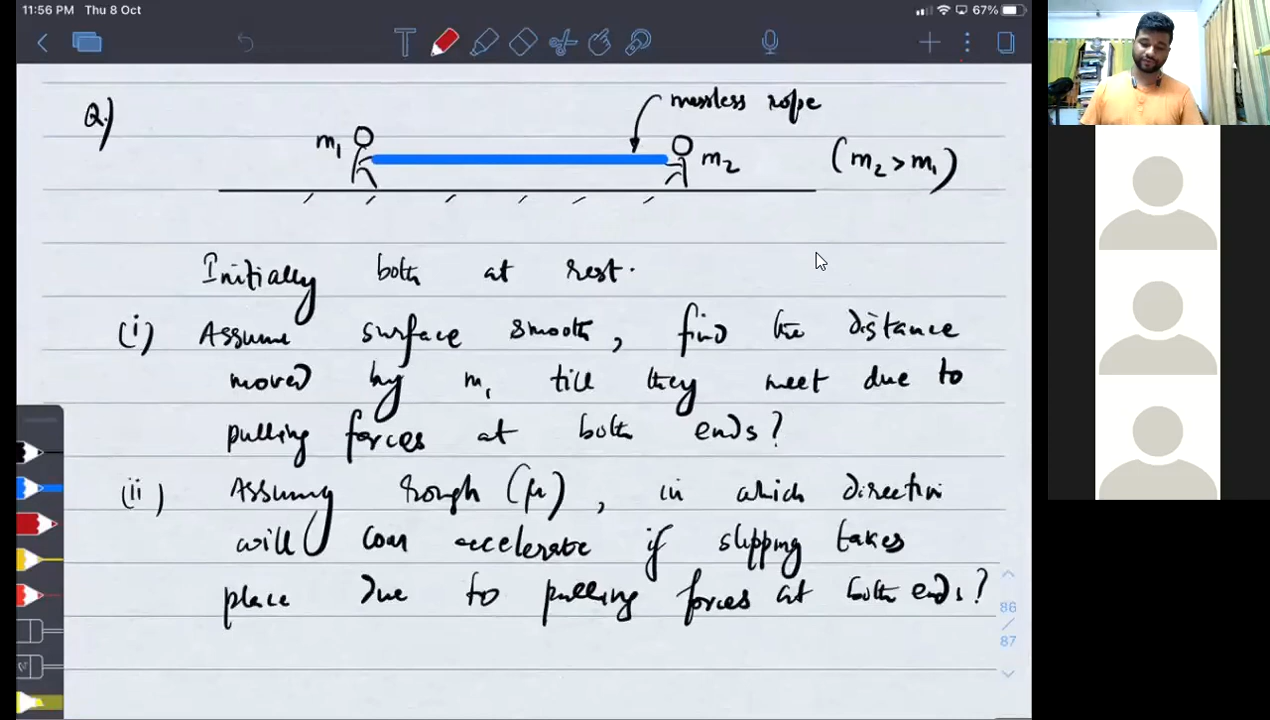 11:56 PM Thu 8 Oct
67%
Q.)
massless rope
m1
m2
(m2 > m1)
Initially both at rest.
(i) Assume surface smooth, find the distance
moved by m1 till they meet due to
pulling forces at both ends?
(ii) Assuming rough (μ), in which direction
will com accelerate if slipping takes
place due to pulling forces at both ends?
86
/
87